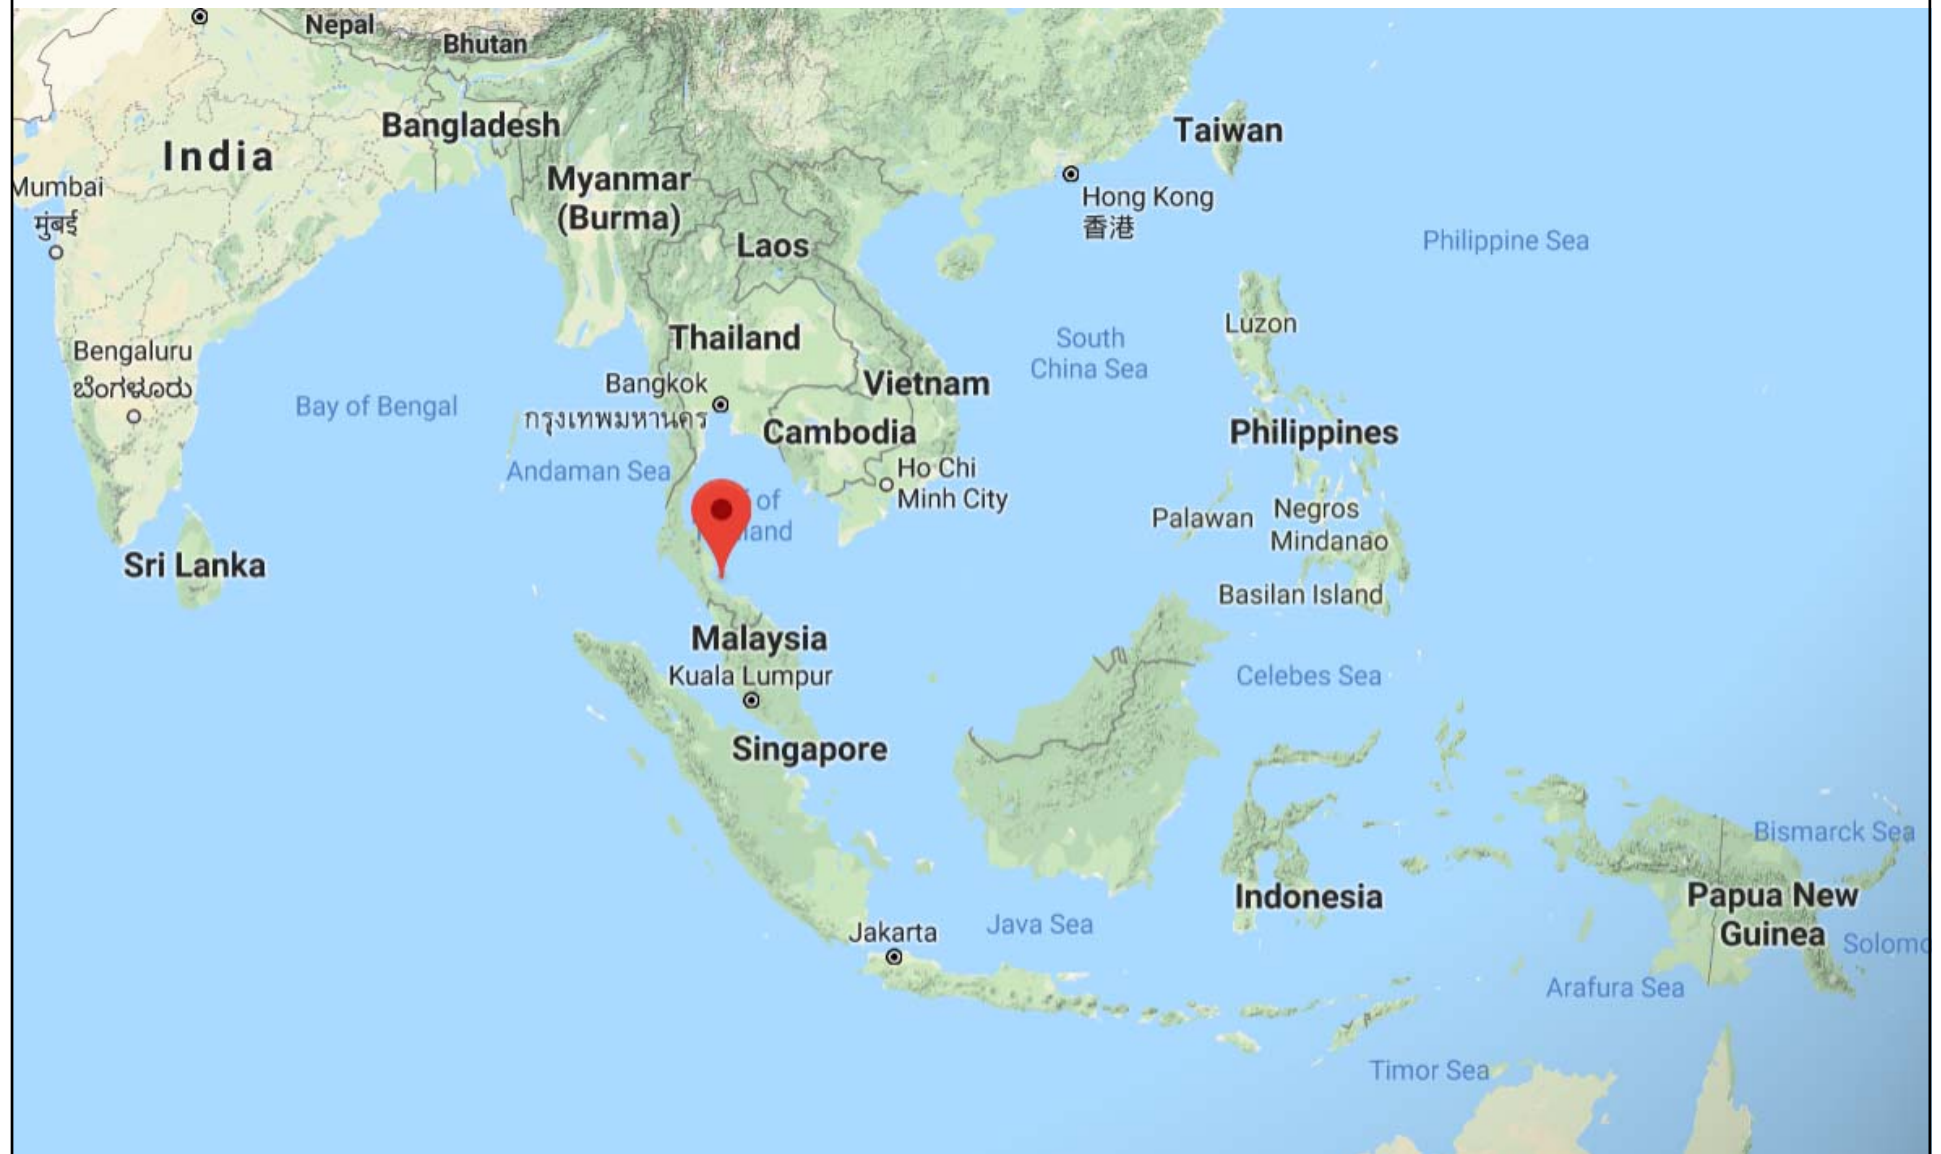 Nepal
Bhutan
Bangladesh
India
Taiwan
Mumbai
मुंबई
Myanmar
(Burma)
Hong Kong
香港
Laos
Philippine Sea
Luzon
Thailand
South
China Sea
Bengaluru
ಬೆಂಗಳೂರು
Bangkok
กรุงเทพมหานคร
Vietnam
Bay of Bengal
Cambodia
Philippines
Andaman Sea
Ho Chi
Minh City
of
Palawan
Negros
Mindanao
Sri Lanka
Basilan Island
Malaysia
Kuala Lumpur
Celebes Sea
Singapore
Bismarck Sea
Indonesia
Papua New
Guinea
Java Sea
Jakarta
Solomo
Arafura Sea
Timor Sea